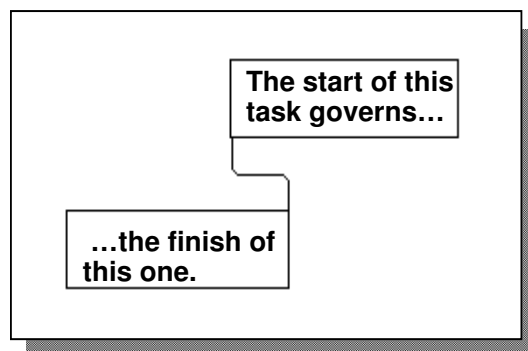 The start of this
task governs…
…the finish of
this one.